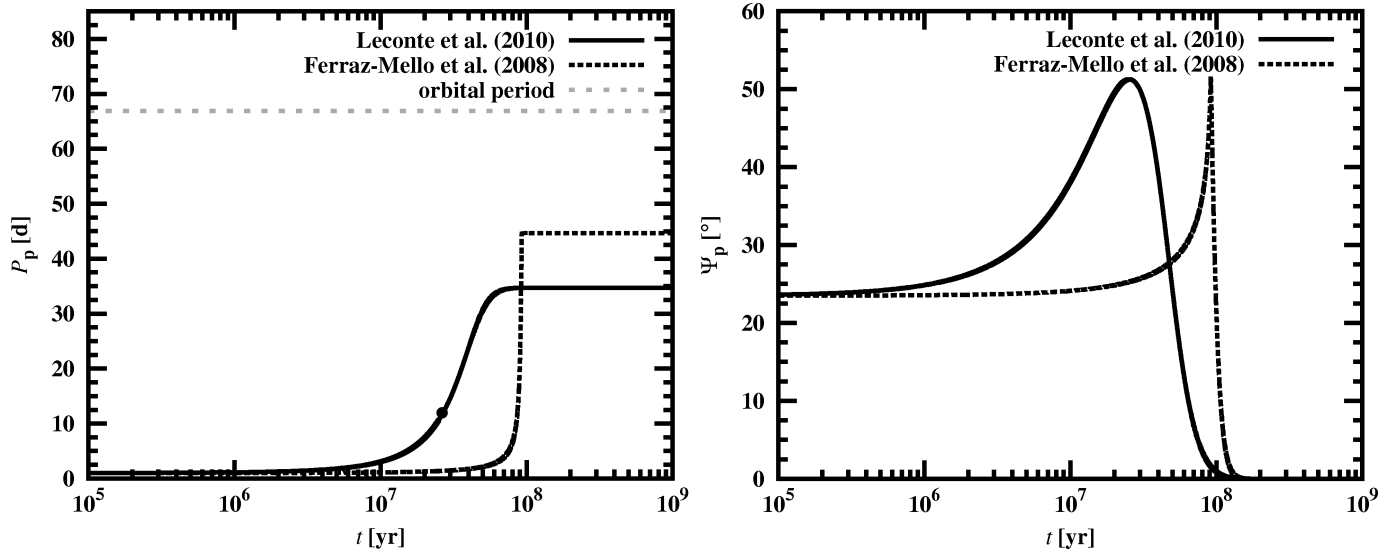 Leconte et al. (2010)
Ferraz-Mello et al. (2008)
orbital period
80
70
60
50
40
30
20
10
0
P_p [d]
10^5 10^6 10^7 10^8 10^9
t [yr]
Leconte et al. (2010)
Ferraz-Mello et al. (2008)
60
50
40
30
20
10
0
Ψ_p [°]
10^5 10^6 10^7 10^8 10^9
t [yr]